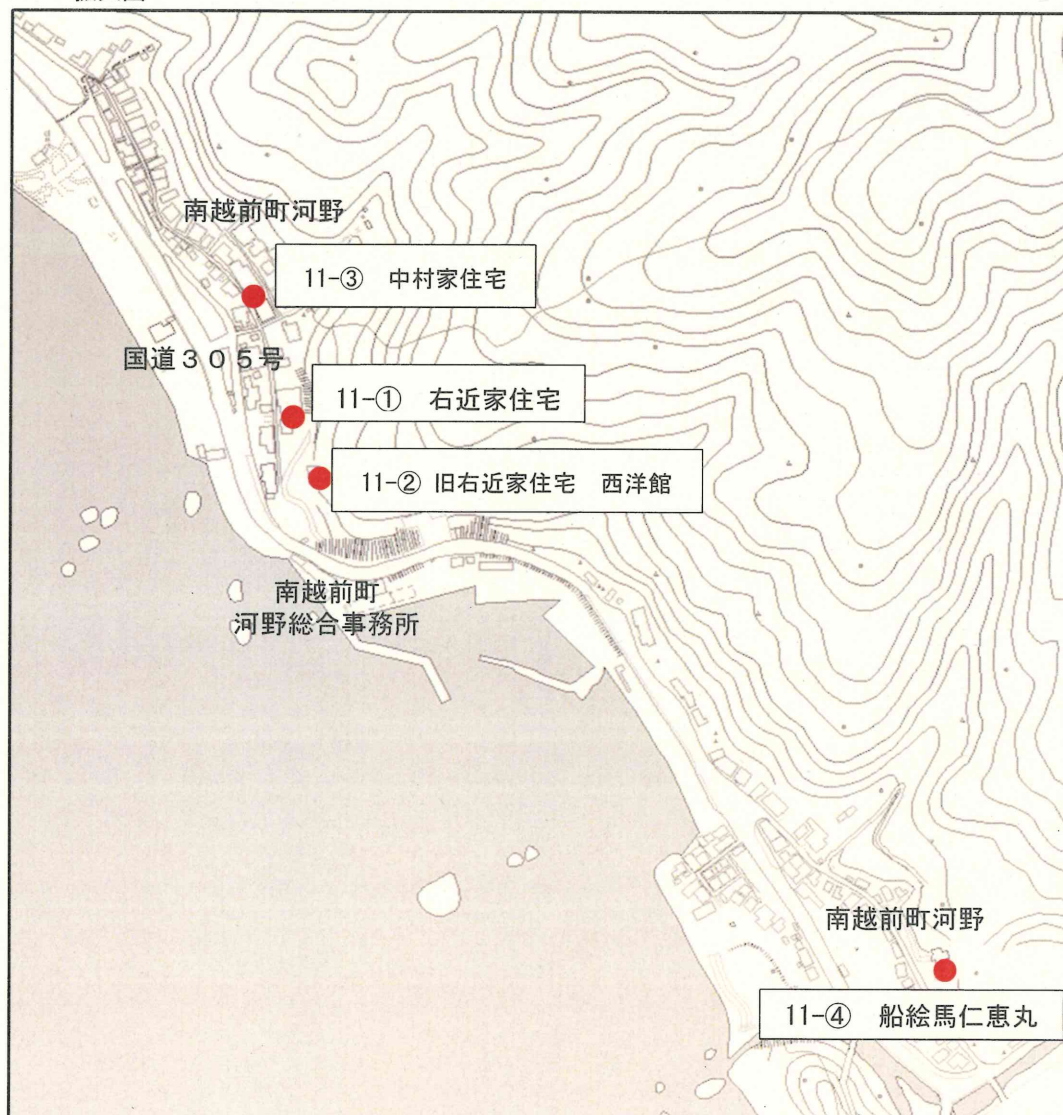 南越前町河野
11-③ 中村家住宅
国道305号
11-① 右近家住宅
11-② 旧右近家住宅 西洋館
南越前町
河野総合事務所
南越前町河野
11-④ 船絵馬仁恵丸